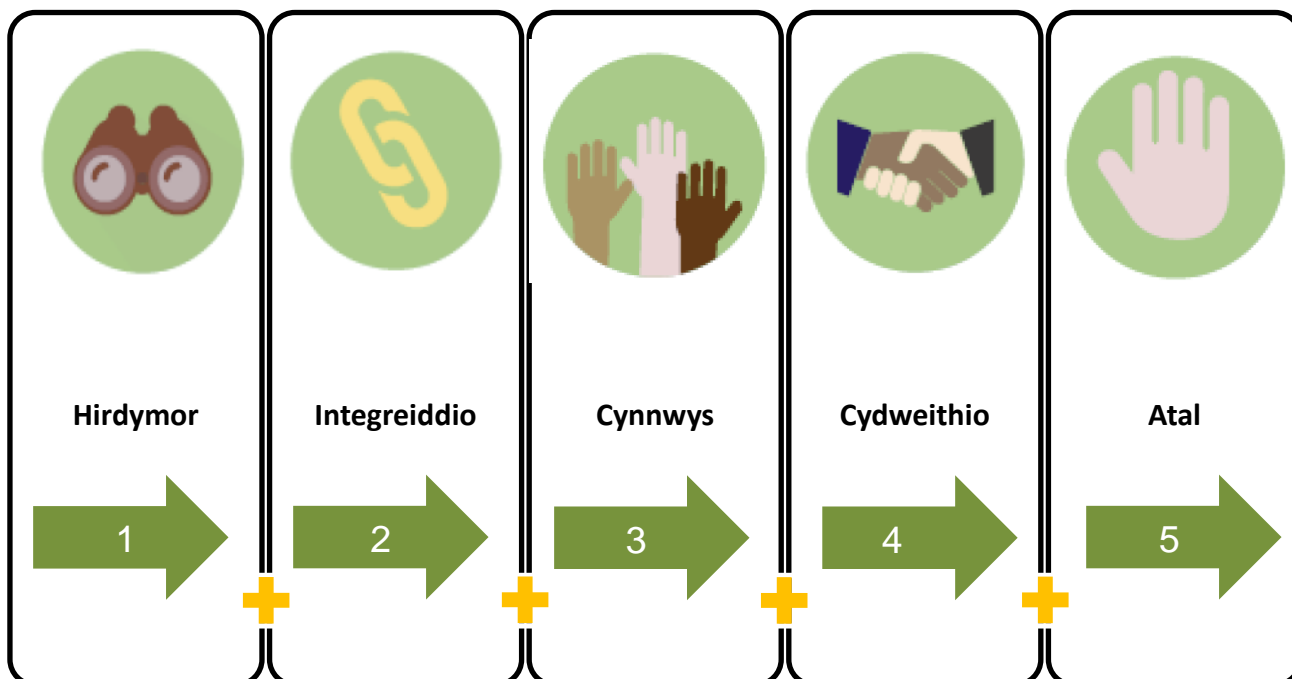 Hirdymor
Integreiddio
Cynnwys
Cydweithio
Atal
1
2
3
4
5